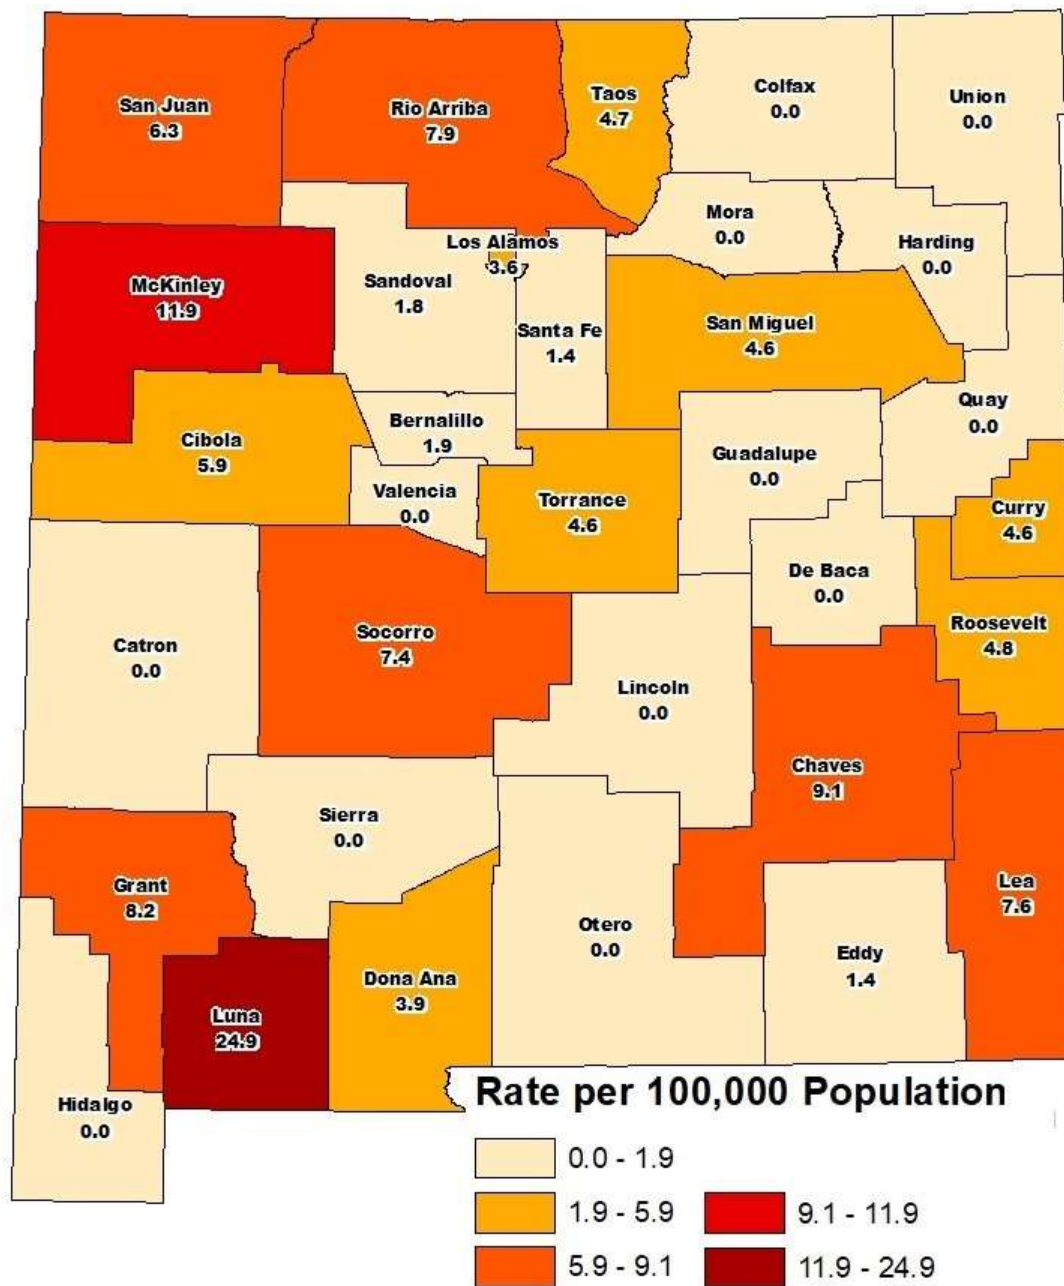 San Juan
6.3
Rio Arriba
7.9
Taos
4.7
Colfax
0.0
Union
0.0
Mora
0.0
Harding
0.0
Los Alamos
3.6
McKinley
11.9
Sandoval
1.8
Santa Fe
1.4
San Miguel
4.6
Quay
0.0
Bernalillo
1.9
Cibola
5.9
Guadalupe
0.0
Valencia
0.0
Torrance
4.6
Curry
4.6
De Baca
0.0
Roosevelt
4.8
Catron
0.0
Socorro
7.4
Lincoln
0.0
Chaves
9.1
Sierra
0.0
Grant
8.2
Lea
7.6
Otero
0.0
Eddy
1.4
Dona Ana
3.9
Luna
24.9
Hidalgo
0.0
Rate per 100,000 Population
0.0 - 1.9
1.9 - 5.9
9.1 - 11.9
5.9 - 9.1
11.9 - 24.9